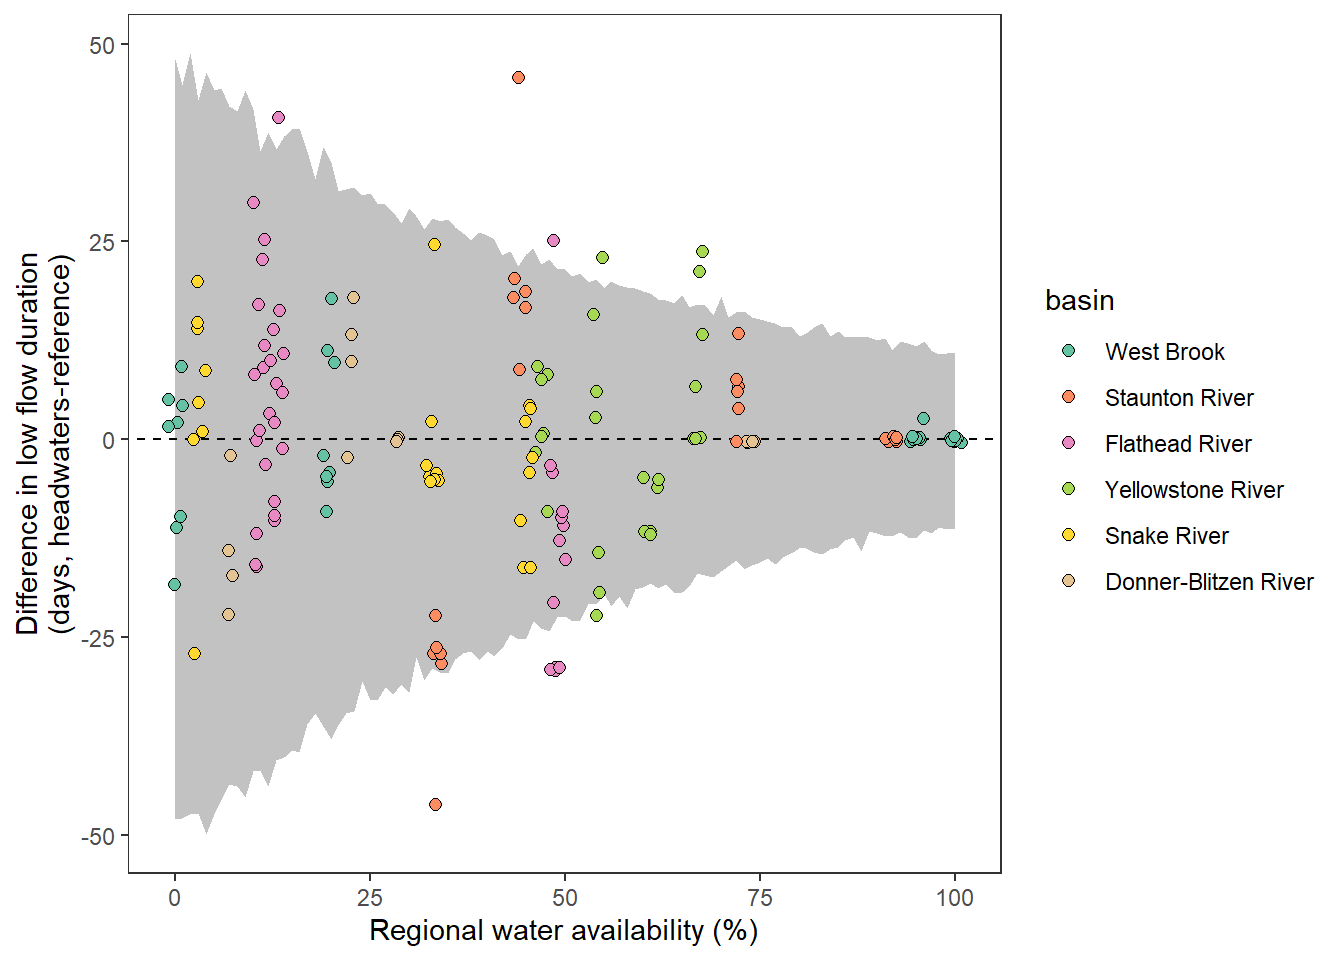 50
25
0
-25
-50
Difference in low flow duration
(days, headwaters-reference)
0 25 50 75 100
Regional water availability (%)
basin
West Brook
Staunton River
Flathead River
Yellowstone River
Snake River
Donner-Blitzen River